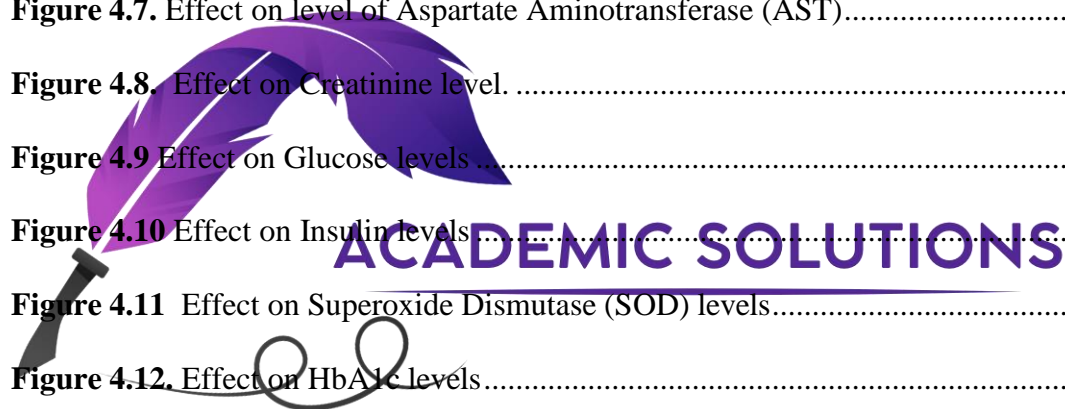 Figure 4.7. Effect on level of Aspartate Aminotransferase (AST)................................
Figure 4.8.  Effect on Creatinine level. .......................................................................
Figure 4.9 Effect on Glucose levels .............................................................................
Figure 4.10 Effect on Insulin levels..............................................................................
ACADEMIC SOLUTIONS
Figure 4.11  Effect on Superoxide Dismutase (SOD) levels.........................................
Figure 4.12. Effect on HbA1c levels.............................................................................